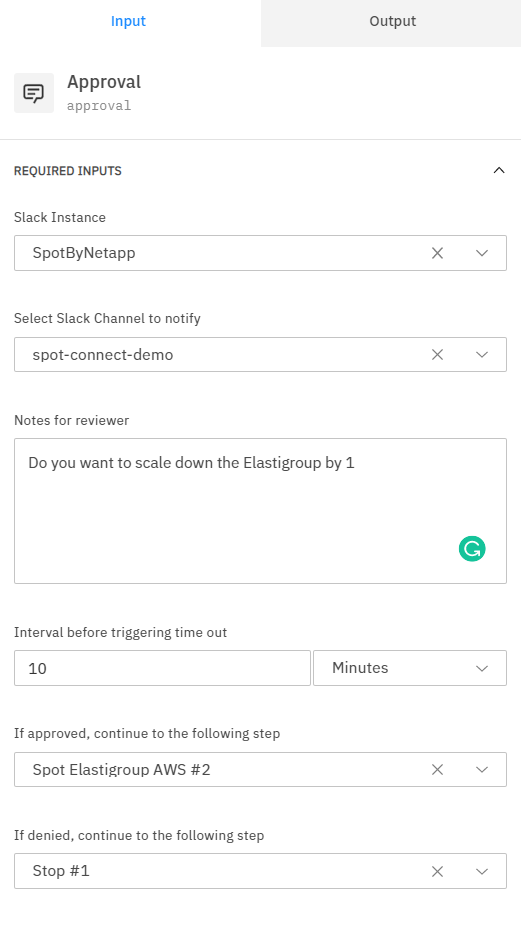 Input
Output
Approval
approval
REQUIRED INPUTS
Slack Instance
SpotByNetapp
Select Slack Channel to notify
spot-connect-demo
Notes for reviewer
Do you want to scale down the Elastigroup by 1
Interval before triggering time out
10
Minutes
If approved, continue to the following step
Spot Elastigroup AWS #2
If denied, continue to the following step
Stop #1